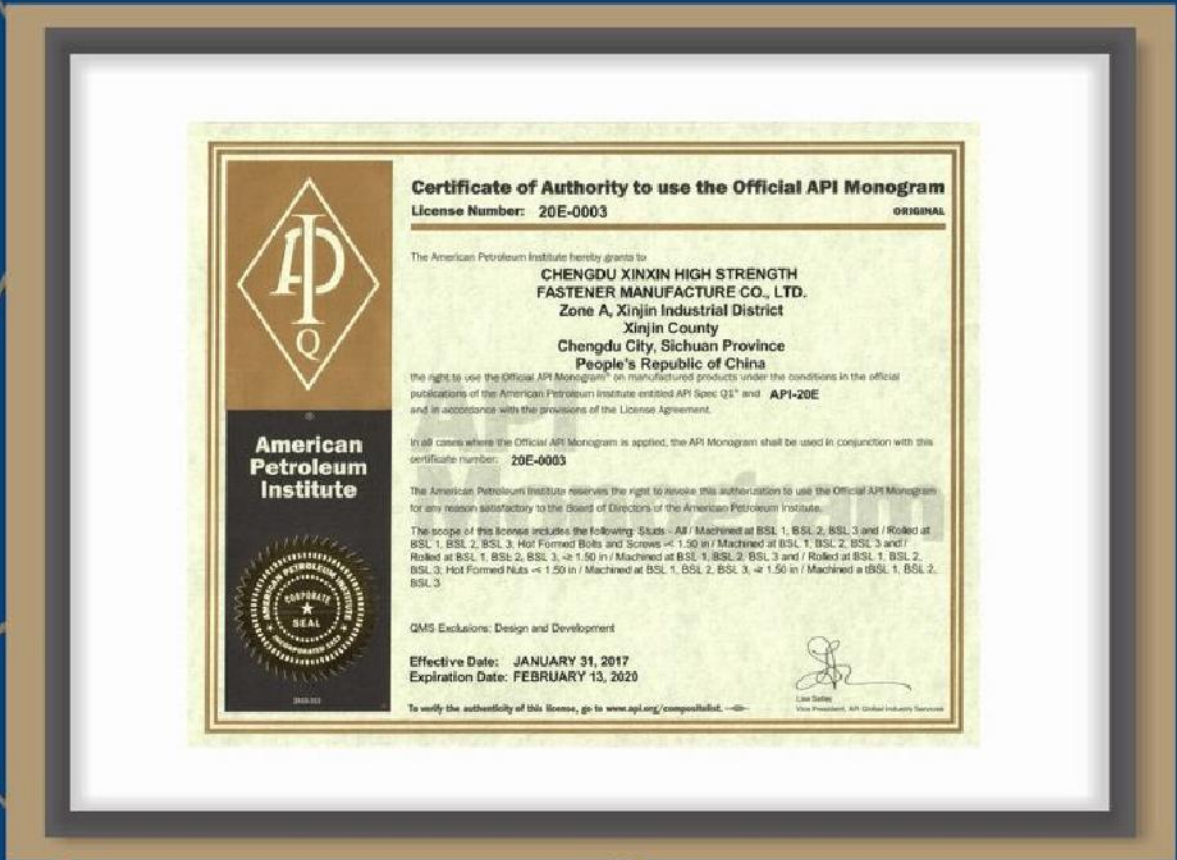 Certificate of Authority to use the Official API Monogram
License Number: 20E-0003
ORIGINAL
The American Petroleum Institute hereby grants to
CHENGDU XINXIN HIGH STRENGTH
FASTENER MANUFACTURE CO., LTD.
Zone A, Xinjin Industrial District
Xinjin County
Chengdu City, Sichuan Province
People's Republic of China
the right to use the Official API Monogram® on manufactured products under the conditions in the official
publications of the American Petroleum Institute entitled API Spec Q1® and API-20E
and in accordance with the provisions of the License Agreement.
In all cases where the Official API Monogram is applied, the API Monogram shall be used in conjunction with this
certificate number: 20E-0003
The American Petroleum Institute reserves the right to revoke this authorization to use the Official API Monogram
for any reason satisfactory to the Board of Directors of the American Petroleum Institute.
The scope of this license includes the following: Studs - All / Machined at BSL 1, BSL 2, BSL 3 and / Rolled at
BSL 1, BSL 2, BSL 3; Hot Formed Bolts and Screws -< 1.50 in / Machined at BSL 1, BSL 2, BSL 3 and /
Rolled at BSL 1, BSL 2, BSL 3, -≥ 1.50 in / Machined at BSL 1, BSL 2, BSL 3 and / Rolled at BSL 1, BSL 2,
BSL 3; Hot Formed Nuts -< 1.50 in / Machined at BSL 1, BSL 2, BSL 3, -≥ 1.50 in / Machined a tBSL 1, BSL 2,
BSL 3
QMS Exclusions: Design and Development
Effective Date: JANUARY 31, 2017
Expiration Date: FEBRUARY 13, 2020
To verify the authenticity of this license, go to www.api.org/compositelist.
Vice President, API Global Industry Services
API
Q
®
American
Petroleum
Institute
AMERICAN PETROLEUM INSTITUTE
CORPORATE
SEAL
API
Monogram